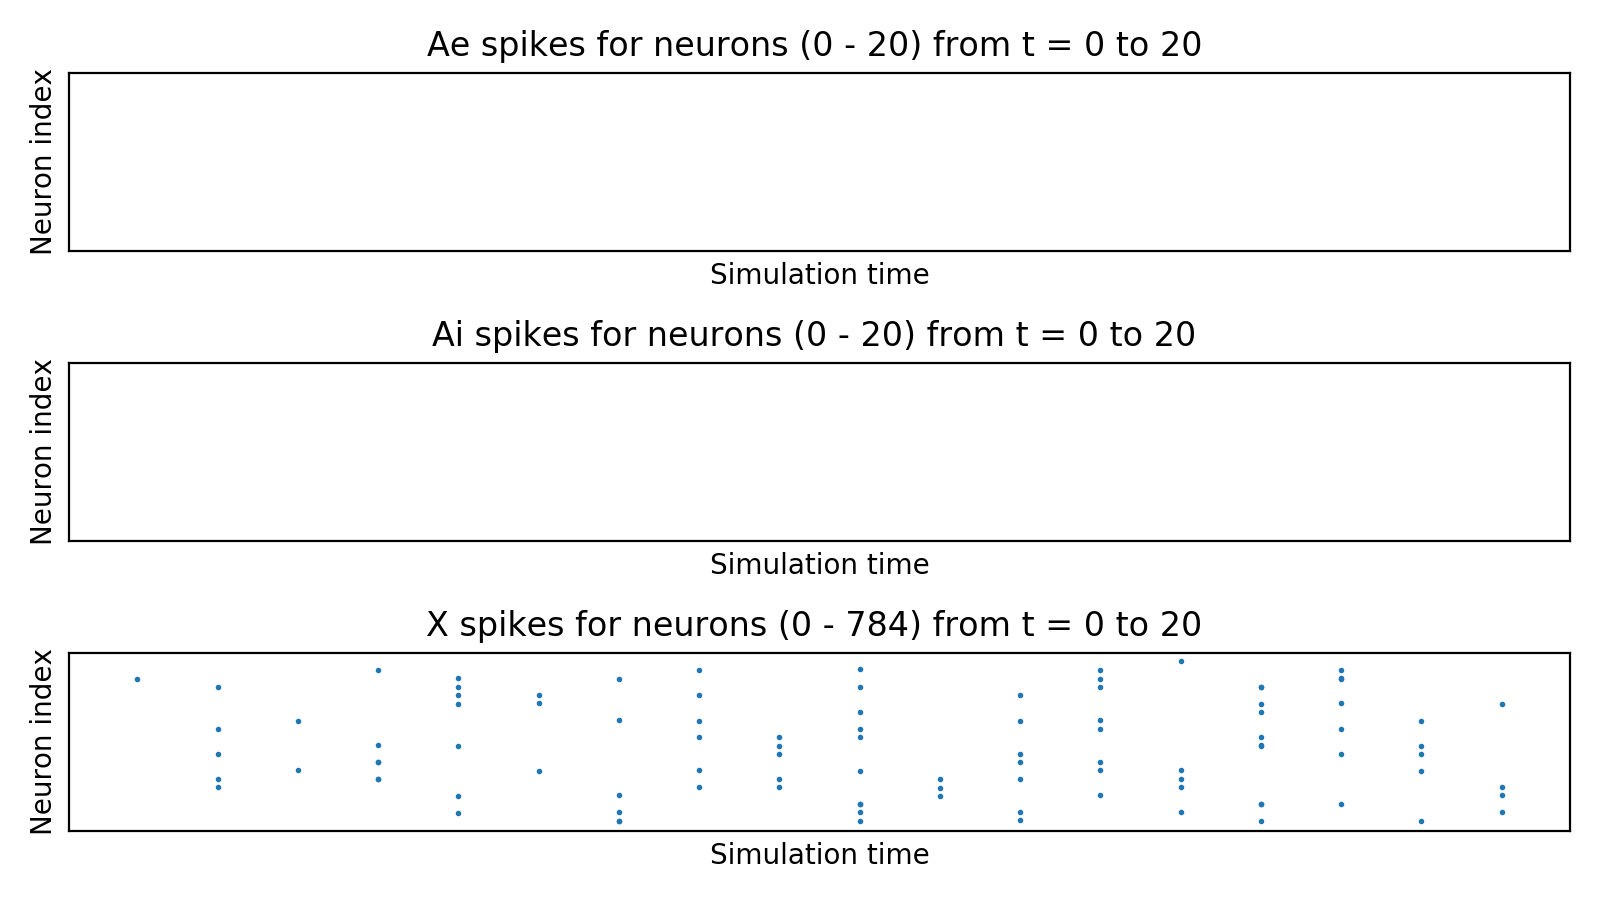 Ae spikes for neurons (0 - 20) from t = 0 to 20
Neuron index
Simulation time
Ai spikes for neurons (0 - 20) from t = 0 to 20
Neuron index
Simulation time
X spikes for neurons (0 - 784) from t = 0 to 20
Neuron index
Simulation time